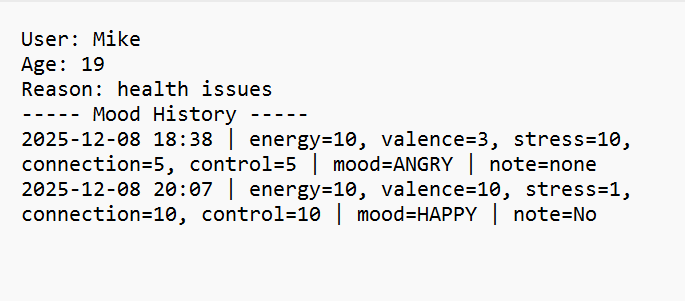 User: Mike
Age: 19
Reason: health issues
----- Mood History -----
2025-12-08 18:38 | energy=10, valence=3, stress=10,
connection=5, control=5 | mood=ANGRY | note=none
2025-12-08 20:07 | energy=10, valence=10, stress=1,
connection=10, control=10 | mood=HAPPY | note=No